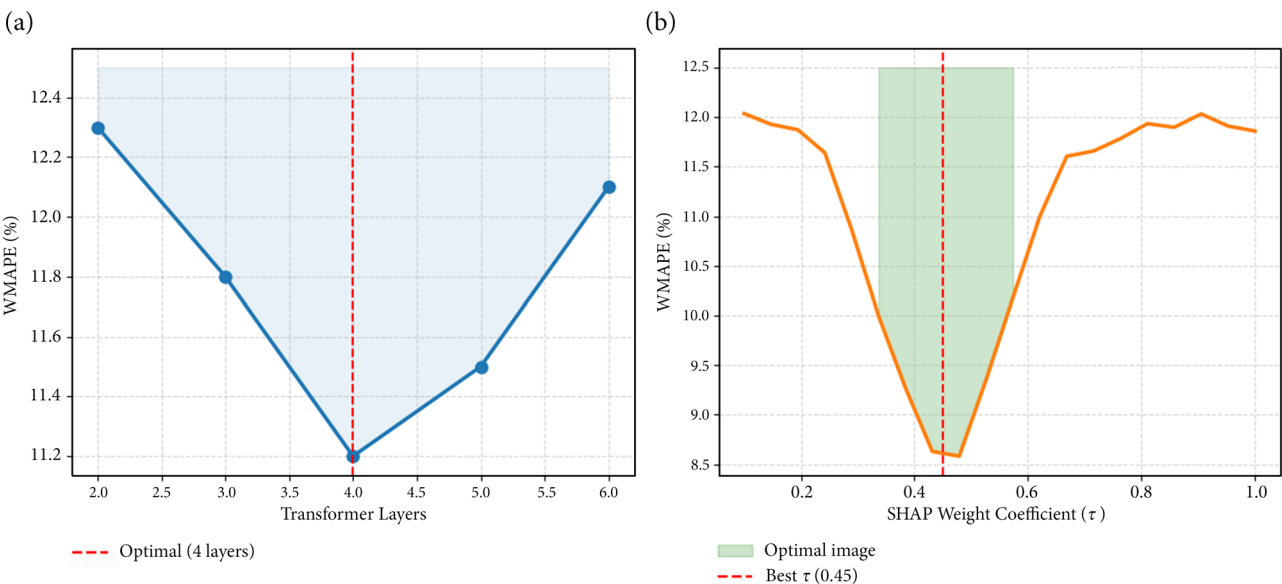 (a)
WMAPE (%)
12.4
12.2
12.0
11.8
11.6
11.4
11.2
2.0 2.5 3.0 3.5 4.0 4.5 5.0 5.5 6.0
Transformer Layers
Optimal (4 layers)
(b)
WMAPE (%)
12.5
12.0
11.5
11.0
10.5
10.0
9.5
9.0
8.5
0.2 0.4 0.6 0.8 1.0
SHAP Weight Coefficient (τ )
Optimal image
Best τ (0.45)